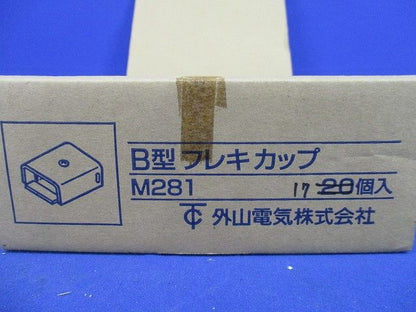 B型 フレキカップ
M281 17 20個入
外山電気株式会社